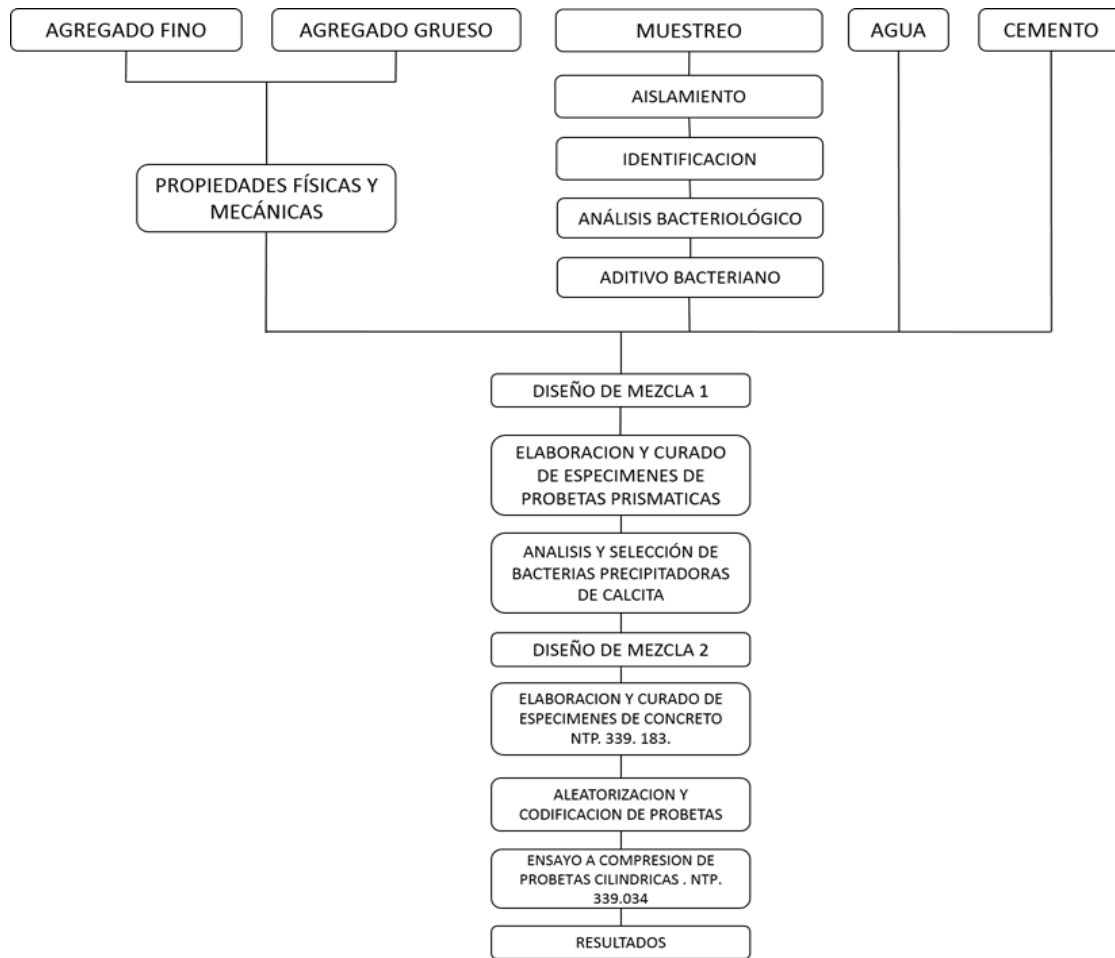 AGREGADO FINO
AGREGADO GRUESO
MUESTREO
AGUA
CEMENTO
AISLAMIENTO
IDENTIFICACION
PROPIEDADES FÍSICAS Y
MECÁNICAS
ANÁLISIS BACTERIOLÓGICO
ADITIVO BACTERIANO
DISEÑO DE MEZCLA 1
ELABORACION Y CURADO
DE ESPECIMENES DE
PROBETAS PRISMATICAS
ANALISIS Y SELECCIÓN DE
BACTERIAS PRECIPITADORAS
DE CALCITA
DISEÑO DE MEZCLA 2
ELABORACION Y CURADO DE
ESPECIMENES DE CONCRETO
NTP. 339. 183.
ALEATORIZACION Y
CODIFICACION DE PROBETAS
ENSAYO A COMPRESION DE
PROBETAS CILINDRICAS . NTP.
339.034
RESULTADOS